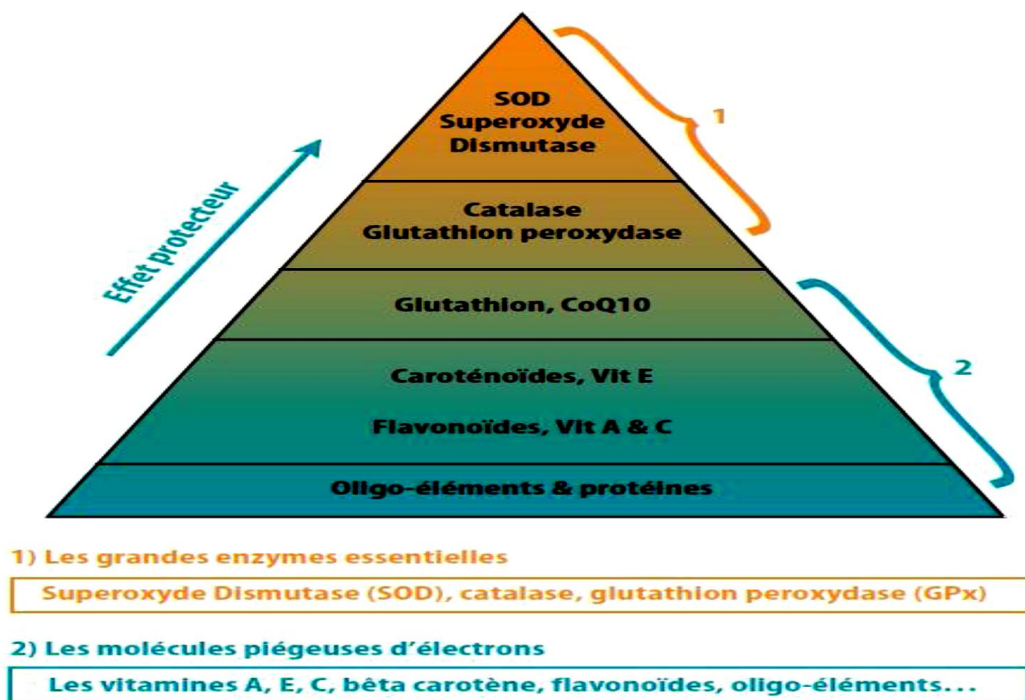 SOD
Superoxyde
Dismutase
1
Catalase
Glutathion peroxydase
Effet protecteur
Glutathion, CoQ10
Caroténoïdes, Vit E
2
Flavonoïdes, Vit A & C
Oligo-éléments & protéines
1) Les grandes enzymes essentielles
Superoxyde Dismutase (SOD), catalase, glutathion peroxydase (GPx)
2) Les molécules piégeuses d'électrons
Les vitamines A, E, C, bêta carotène, flavonoïdes, oligo-éléments...